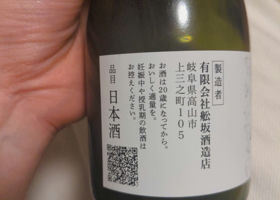 製造者
有限会社舩坂酒造店
岐阜県高山市
上三之町105
お酒は20歳になってから。
おいしく適量を。
妊娠中や授乳期の飲酒は
お控えください。
品目 日本酒